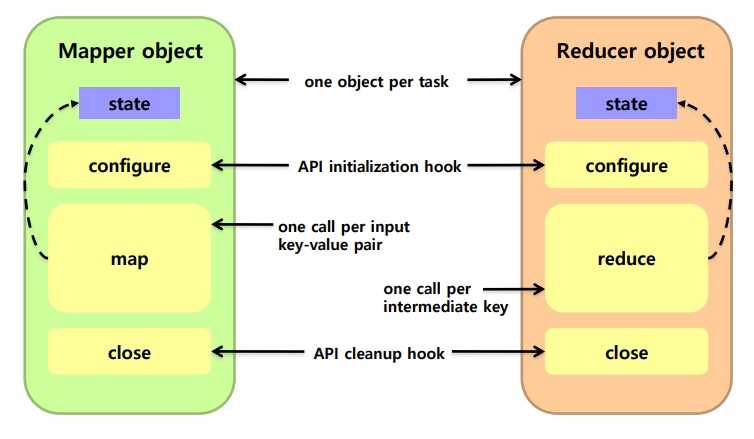 Mapper object
Reducer object
one object per task
state
state
configure
API initialization hook
configure
one call per input
key-value pair
map
reduce
one call per
intermediate key
close
API cleanup hook
close